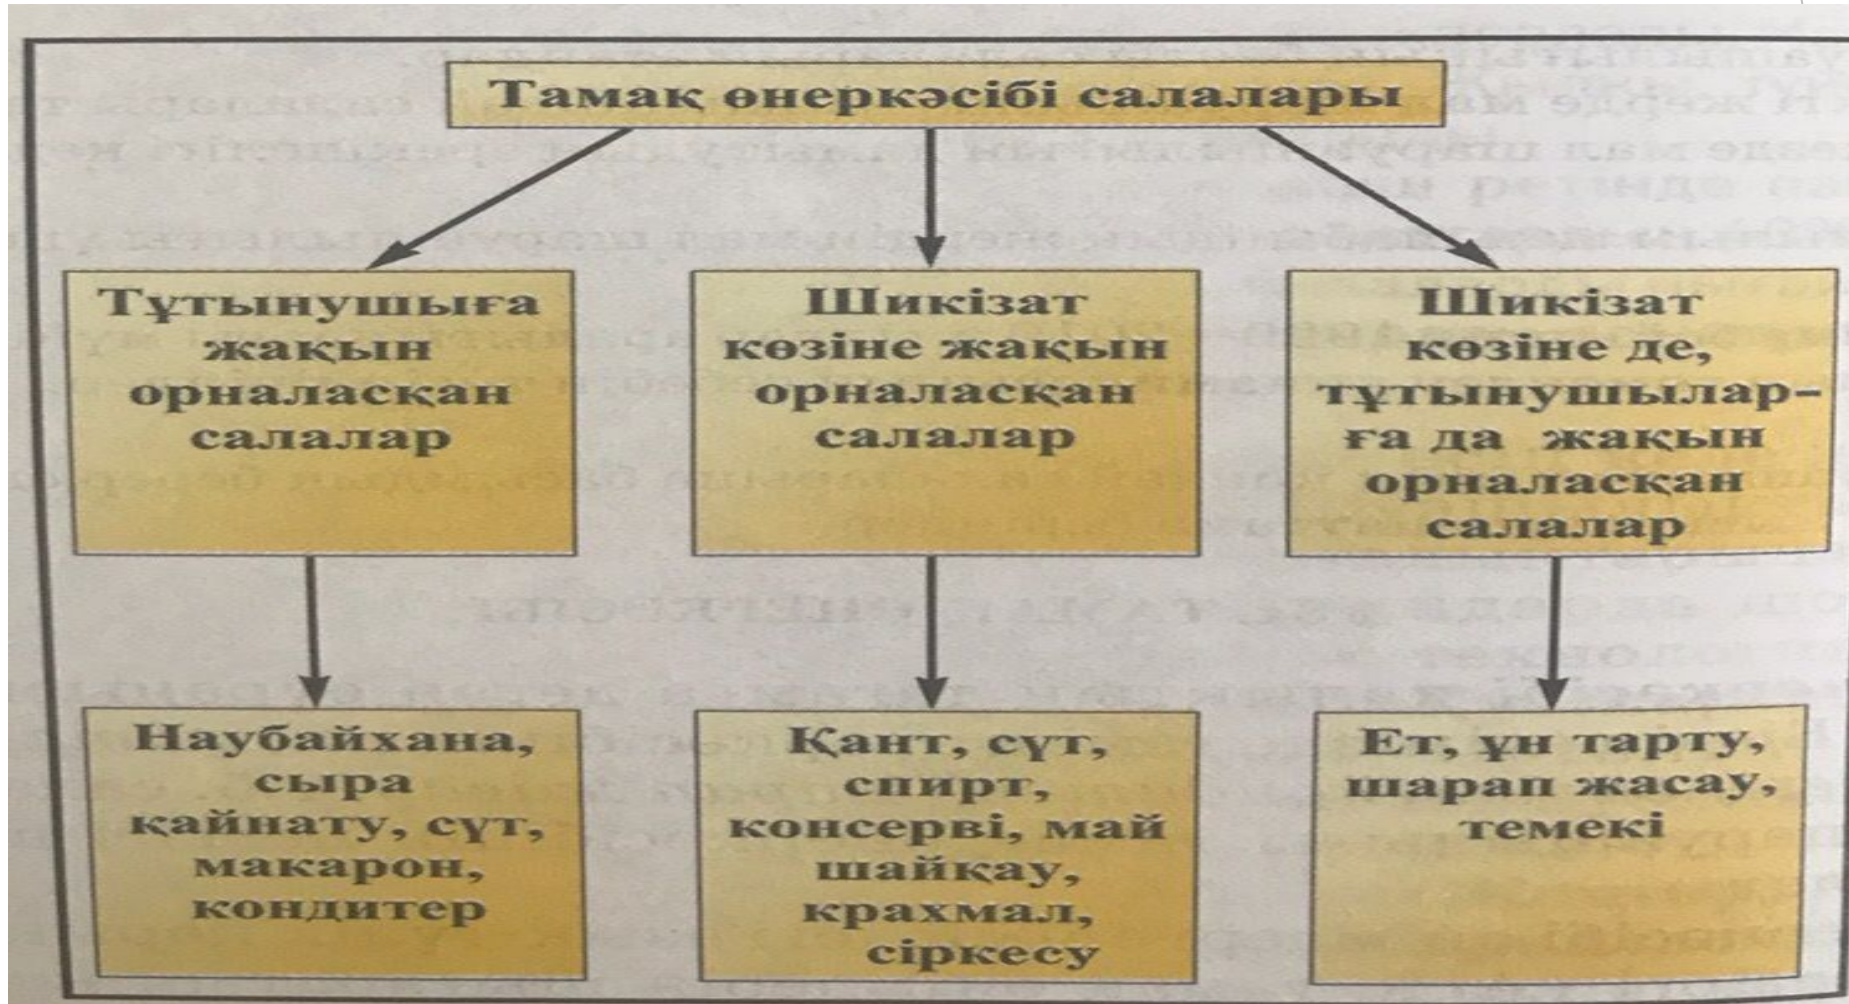 Тамақ өнеркәсібі салалары
Тұтынушыға
жақын
орналасқан
салалар
Шикізат
көзіне жақын
орналасқан
салалар
Шикізат
көзіне де,
тұтынушылар-
ға да жақын
орналасқан
салалар
Наубайхана,
сыра
қайнату, сүт,
макарон,
кондитер
Қант, сүт,
спирт,
консерві, май
шайқау,
крахмал,
сіркесу
Ет, ұн тарту,
шарап жасау,
темекі